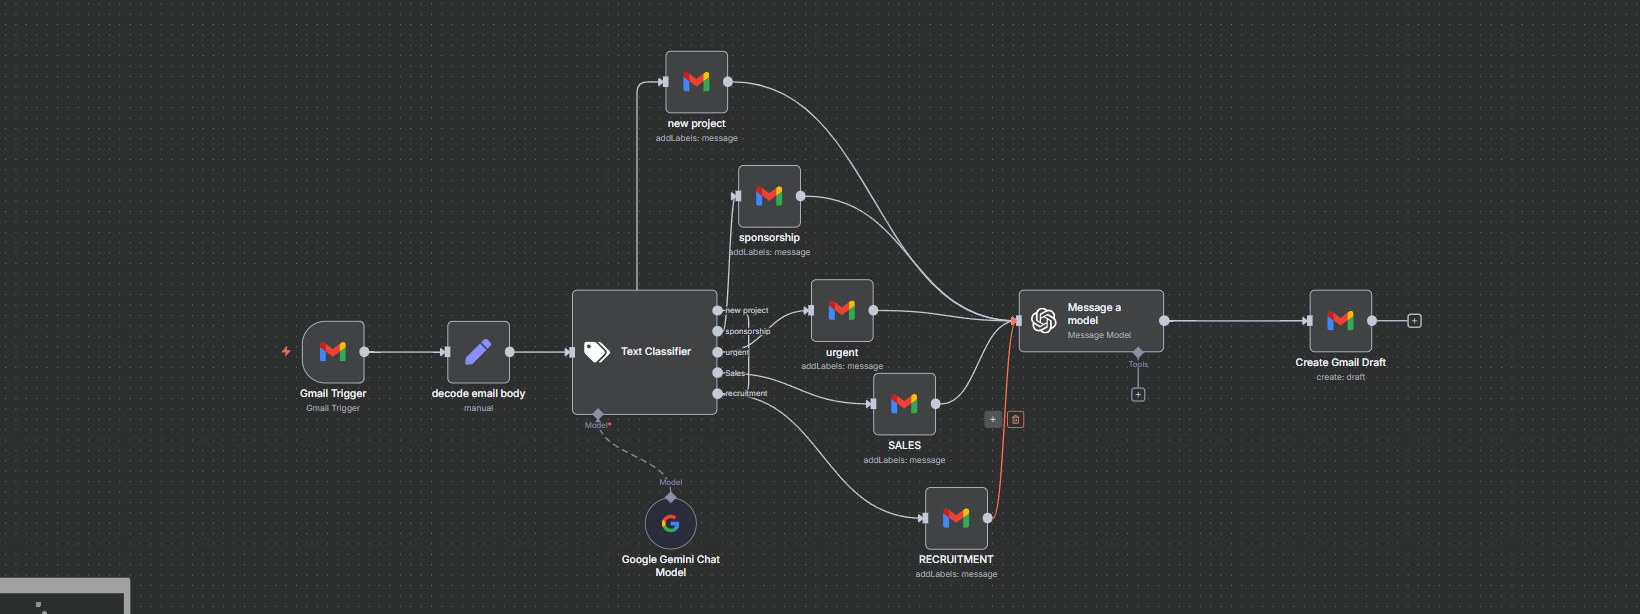 new project
addLabels: message
sponsorship
addLabels: message
new project
sponsorship
urgent
Sales
recruitment
Text Classifier
Model*
urgent
addLabels: message
Message a
model
Message Model
Tools
Gmail Trigger
Gmail Trigger
decode email body
manual
Create Gmail Draft
create: draft
SALES
addLabels: message
Model
Google Gemini Chat
Model
RECRUITMENT
addLabels: message